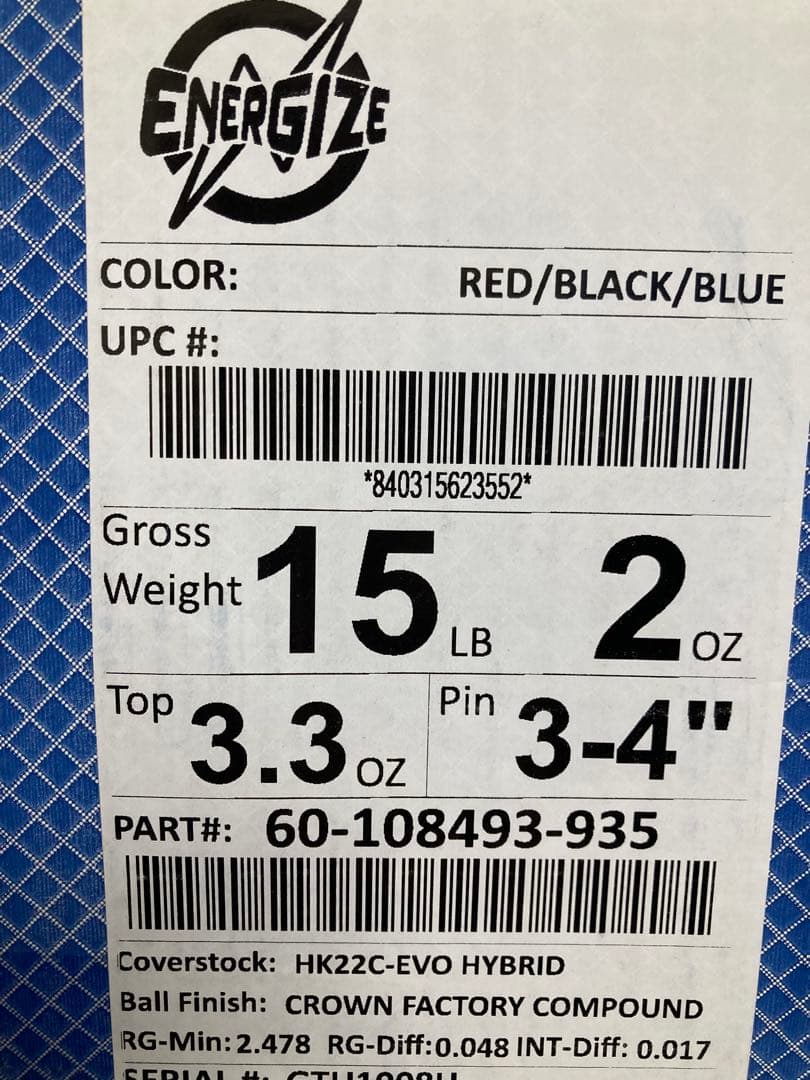 ENERGIZE
COLOR: RED/BLACK/BLUE
UPC #:
*840315623552*
Gross Weight 15 LB 2 OZ
Top 3.3 OZ Pin 3-4"
PART#: 60-108493-935
Coverstock: HK22C-EVO HYBRID
Ball Finish: CROWN FACTORY COMPOUND
RG-Min: 2.478 RG-Diff: 0.048 INT-Diff: 0.017
SERIAL #: